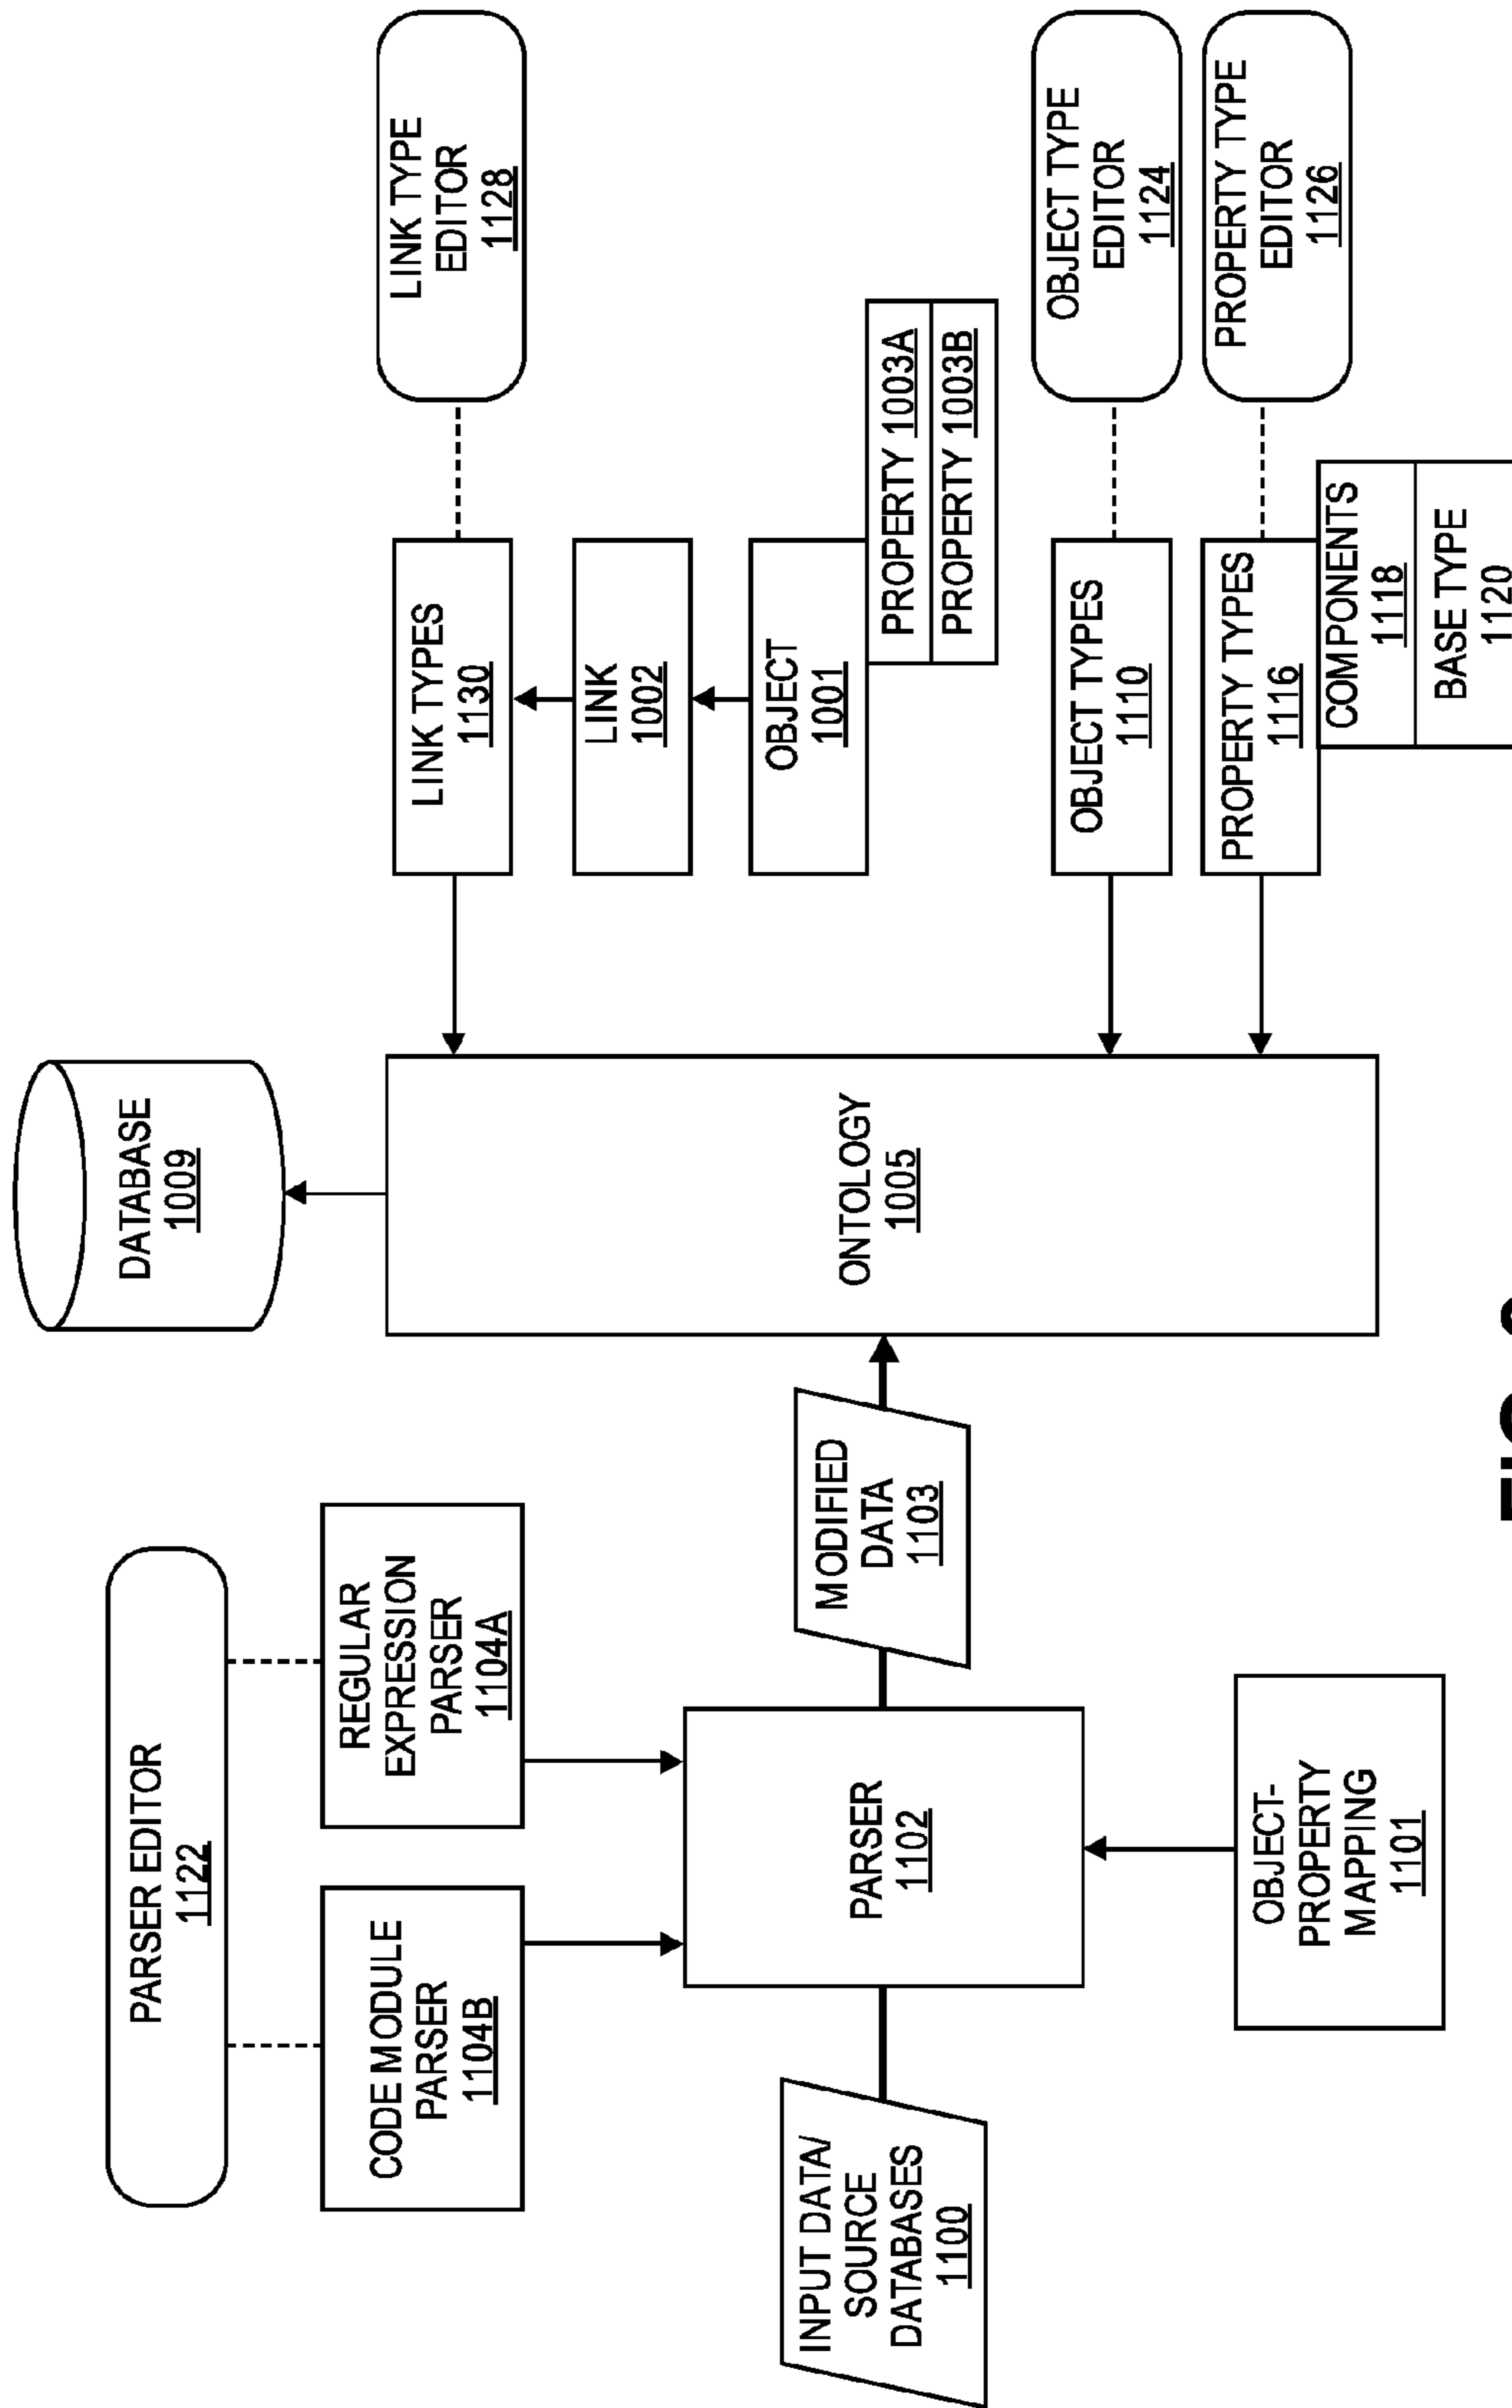 PARSER EDITOR
1122
DATABASE
1009
LINK TYPE
EDITOR
1128
CODE MODULE
PARSER
1104B
REGULAR
EXPRESSION
PARSER
1104A
LINK TYPES
1130
LINK
1002
OBJECT
1001
PROPERTY 1003A
PROPERTY 1003B
INPUT DATA/
SOURCE
DATABASES
1100
PARSER
1102
MODIFIED
DATA
1103
ONTOLOGY
1005
OBJECT TYPES
1110
OBJECT TYPE
EDITOR
1124
PROPERTY TYPES
1116
PROPERTY TYPE
EDITOR
1126
COMPONENTS
1118
BASE TYPE
1120
OBJECT-
PROPERTY
MAPPING
1101